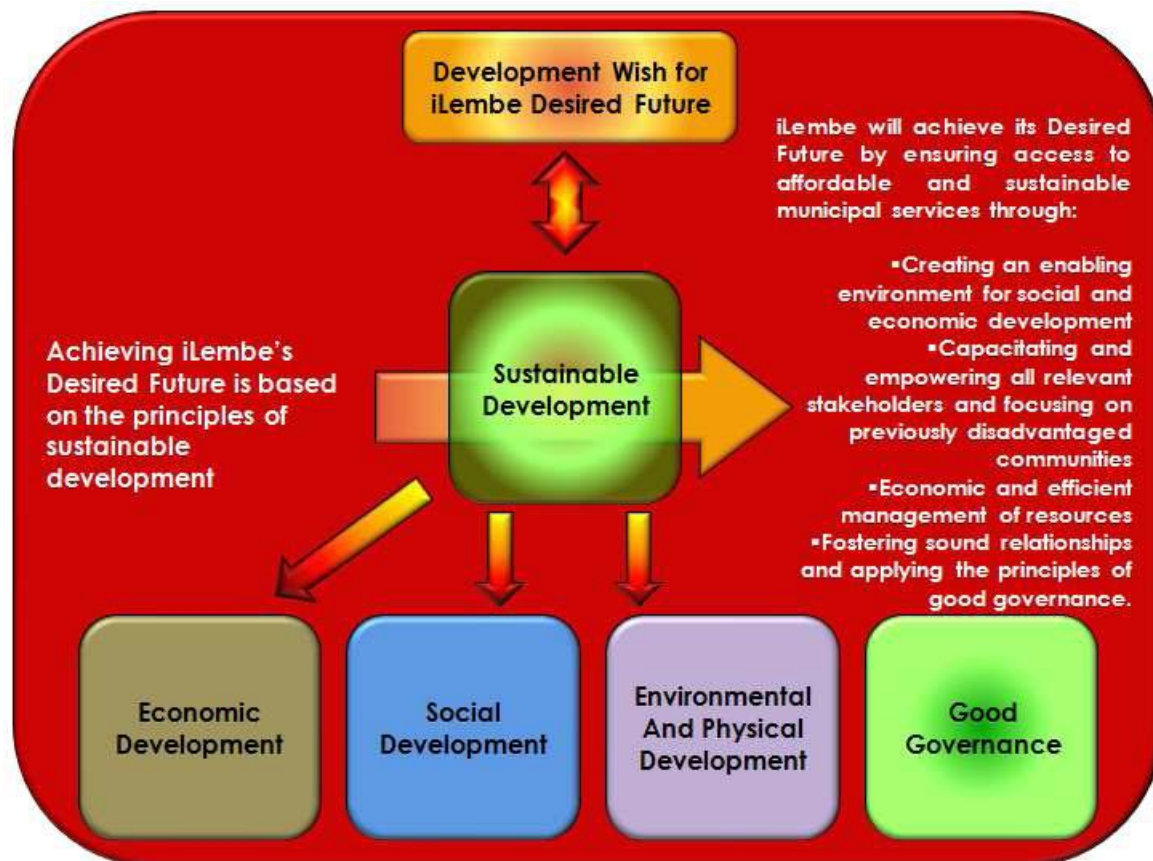 Development Wish for
iLembe Desired Future
iLembe will achieve its Desired
Future by ensuring access to
affordable and sustainable
municipal services through:
▪Creating an enabling
environment for social and
economic development
▪Capacitating and
empowering all relevant
stakeholders and focusing on
previously disadvantaged
communities
▪Economic and efficient
management of resources
▪Fostering sound relationships
and applying the principles of
good governance.
Achieving iLembe's
Desired Future is based
on the principles of
sustainable
development
Sustainable
Development
Economic
Development
Social
Development
Environmental
And Physical
Development
Good
Governance